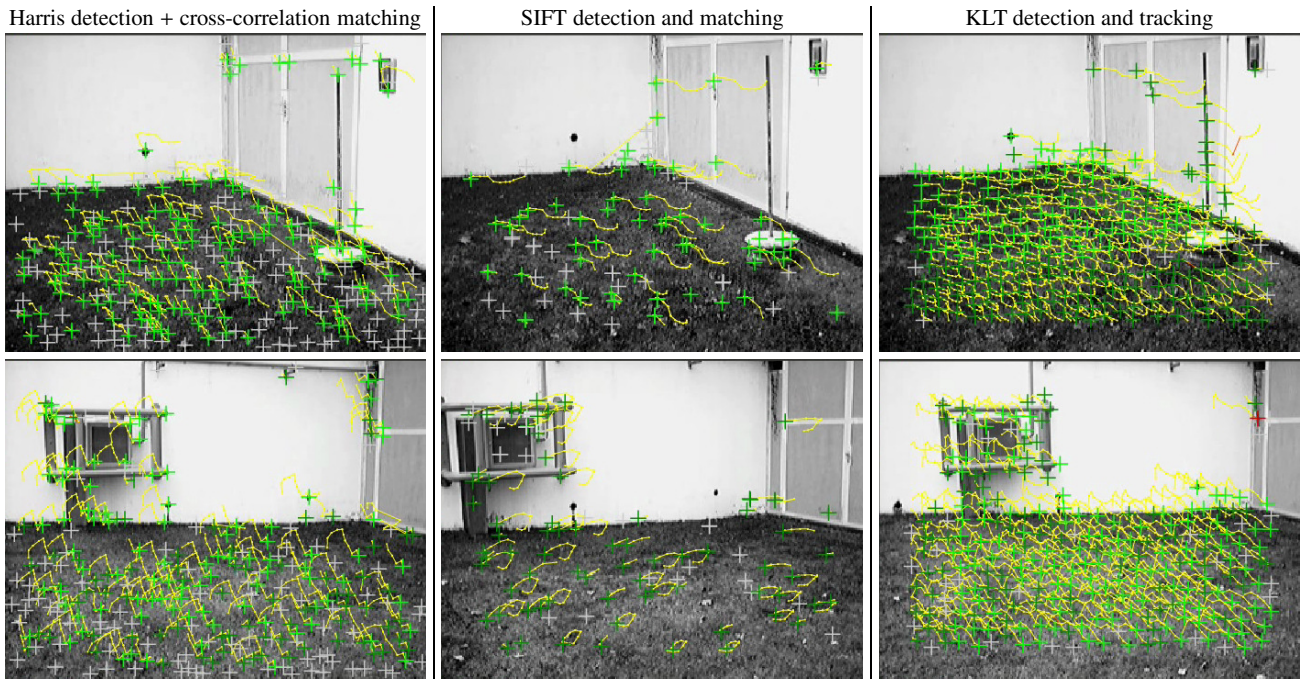 Harris detection + cross-correlation matching
SIFT detection and matching
KLT detection and tracking